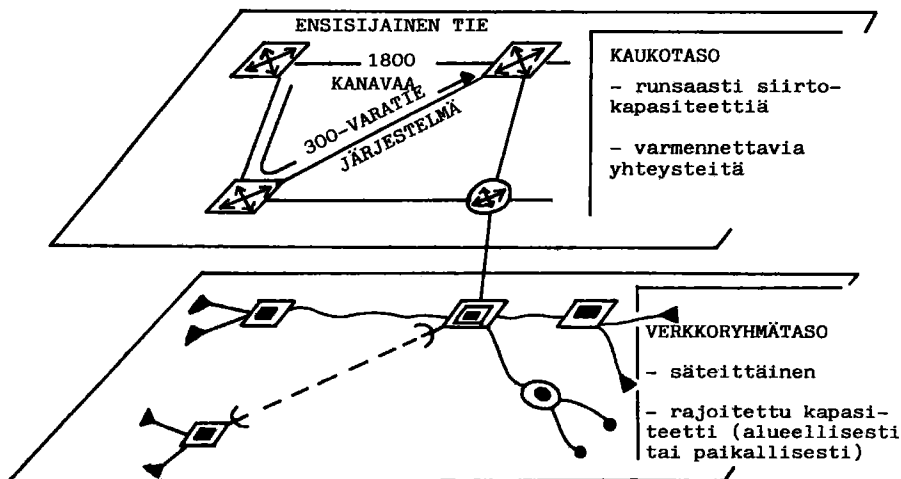 ENSISIJAINEN TIE
1800
KANAVAA
300-VARATIE
JÄRJESTELMÄ
KAUKOTASO
- runsaasti siirto-
kapasiteettiä
- varmennettavia
yhteysteitä
VERKKORYHMÄTASO
- säteittäinen
- rajoitettu kapasi-
teetti (alueellisesti
tai paikallisesti)